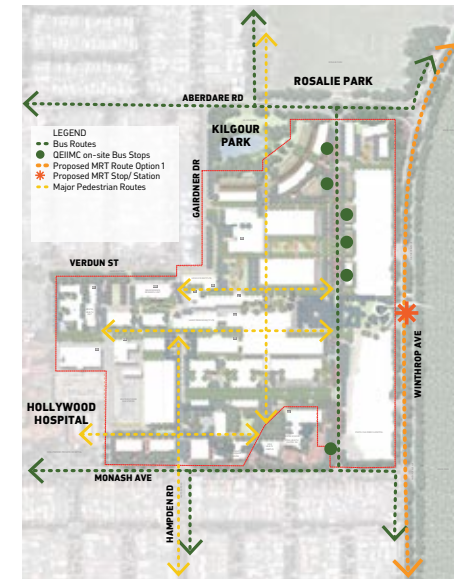 ROSALIE PARK
ABERDARE RD
LEGEND
Bus Routes
QEIIMC on-site Bus Stops
Proposed MRT Route Option 1
Proposed MRT Stop/ Station
Major Pedestrian Routes
KILGOUR
PARK
GAIRDNER DR
VERDUN ST
WINTHROP AVE
HOLLYWOOD
HOSPITAL
MONASH AVE
HAMPDEN RD